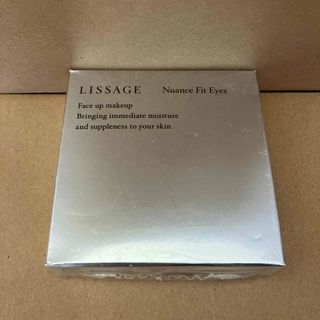 LISSAGE Nuance Fit Eyes
Face up makeup
Bringing immediate moisture
and suppleness to your skin